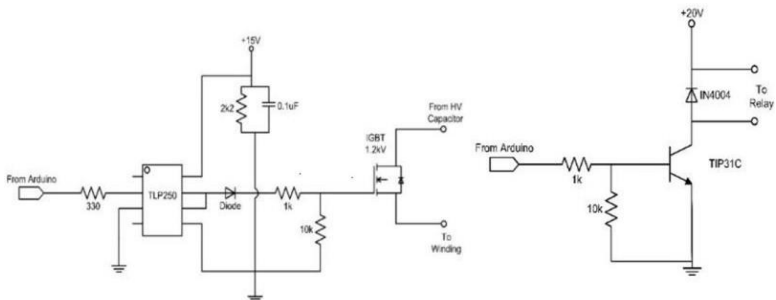 +15V
2k2
0.1uF
From HV
Capacitor
IGBT
1.2kV
From Arduino
330
TLP250
Diode
1k
10k
To
Winding
+20V
IN4004
To
Relay
From Arduino
1k
TIP31C
10k